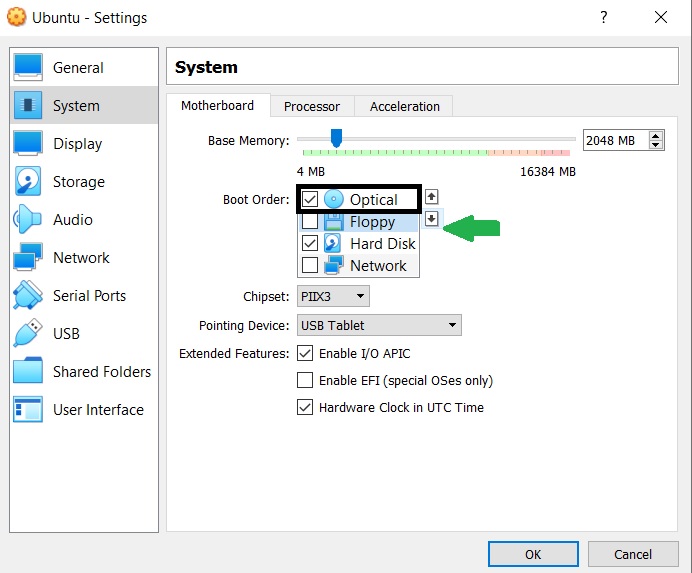 Ubuntu - Settings
?
General
System
Display
Storage
Audio
Network
Serial Ports
USB
Shared Folders
User Interface
System
Motherboard
Processor
Acceleration
Base Memory:
2048 MB
4 MB
16384 MB
Boot Order:
Optical
Floppy
Hard Disk
Network
Chipset:
PIIX3
Pointing Device:
USB Tablet
Extended Features:
Enable I/O APIC
Enable EFI (special OSes only)
Hardware Clock in UTC Time
OK
Cancel